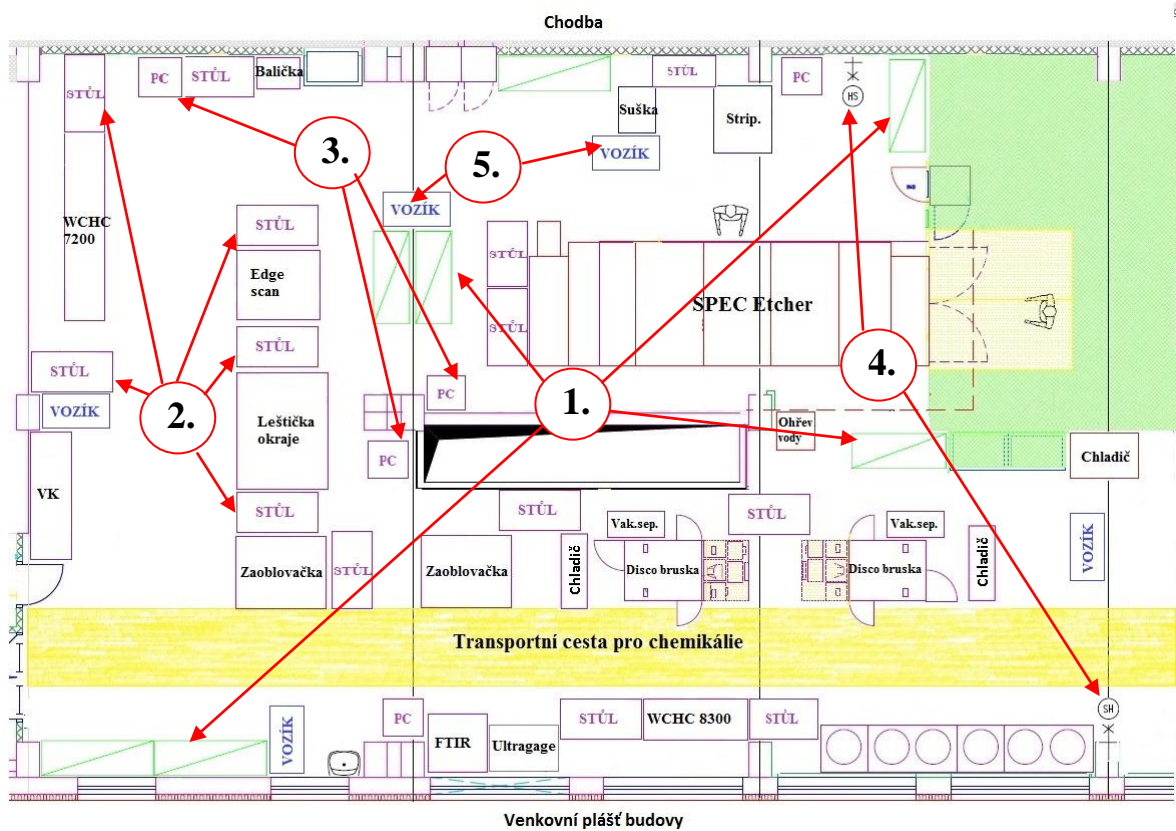 Chodba
PC
STŮL
Balička
STŮL
PC
HS
STŮL
Suška
Strip.
3.
5.
VOZÍK
WCHC
7200
VOZÍK
STŮL
STŮL
Edge
scan
SPEC Etcher
STŮL
STŮL
STŮL
4.
2.
1.
PC
VOZÍK
Leštička
okraje
Ohřev
vody
PC
Chladič
VK
STŮL
STŮL
STŮL
Vak.sep.
Vak.sep.
VOZÍK
Zaoblovačka
STŮL
Zaoblovačka
Chladič
Disco bruska
Disco bruska
Chladič
Transportní cesta pro chemikálie
PC
STŮL
WCHC 8300
STŮL
SH
VOZÍK
FTIR
Ultragage
Venkovní plášť budovy